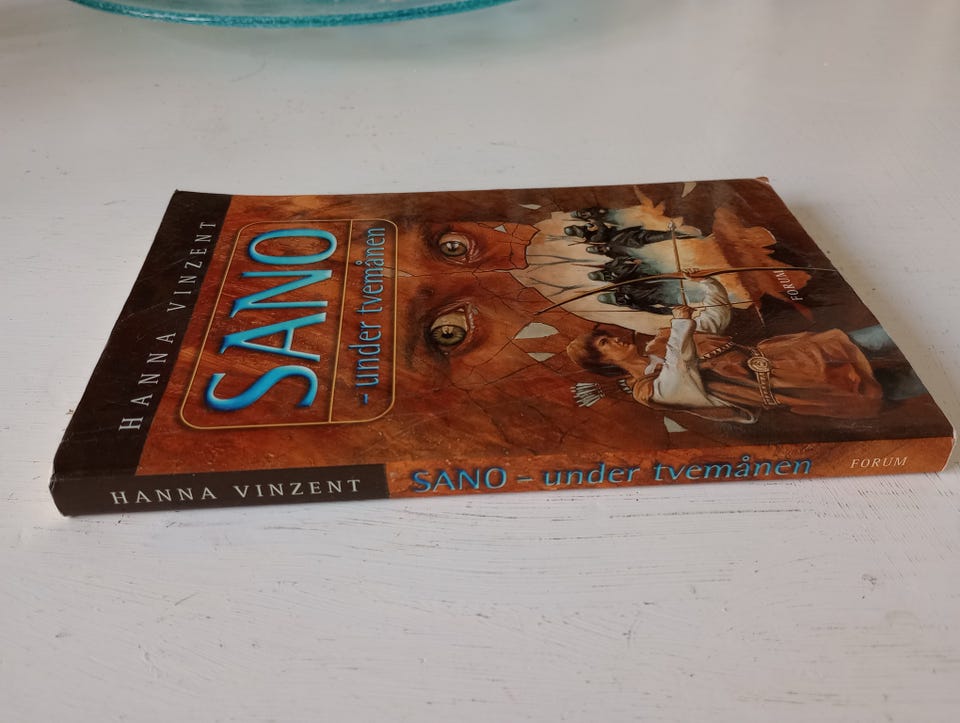 HANNA VINZENT
SANO
- under tvemånen
FORUM
HANNA VINZENT
SANO - under tvemånen
FORUM